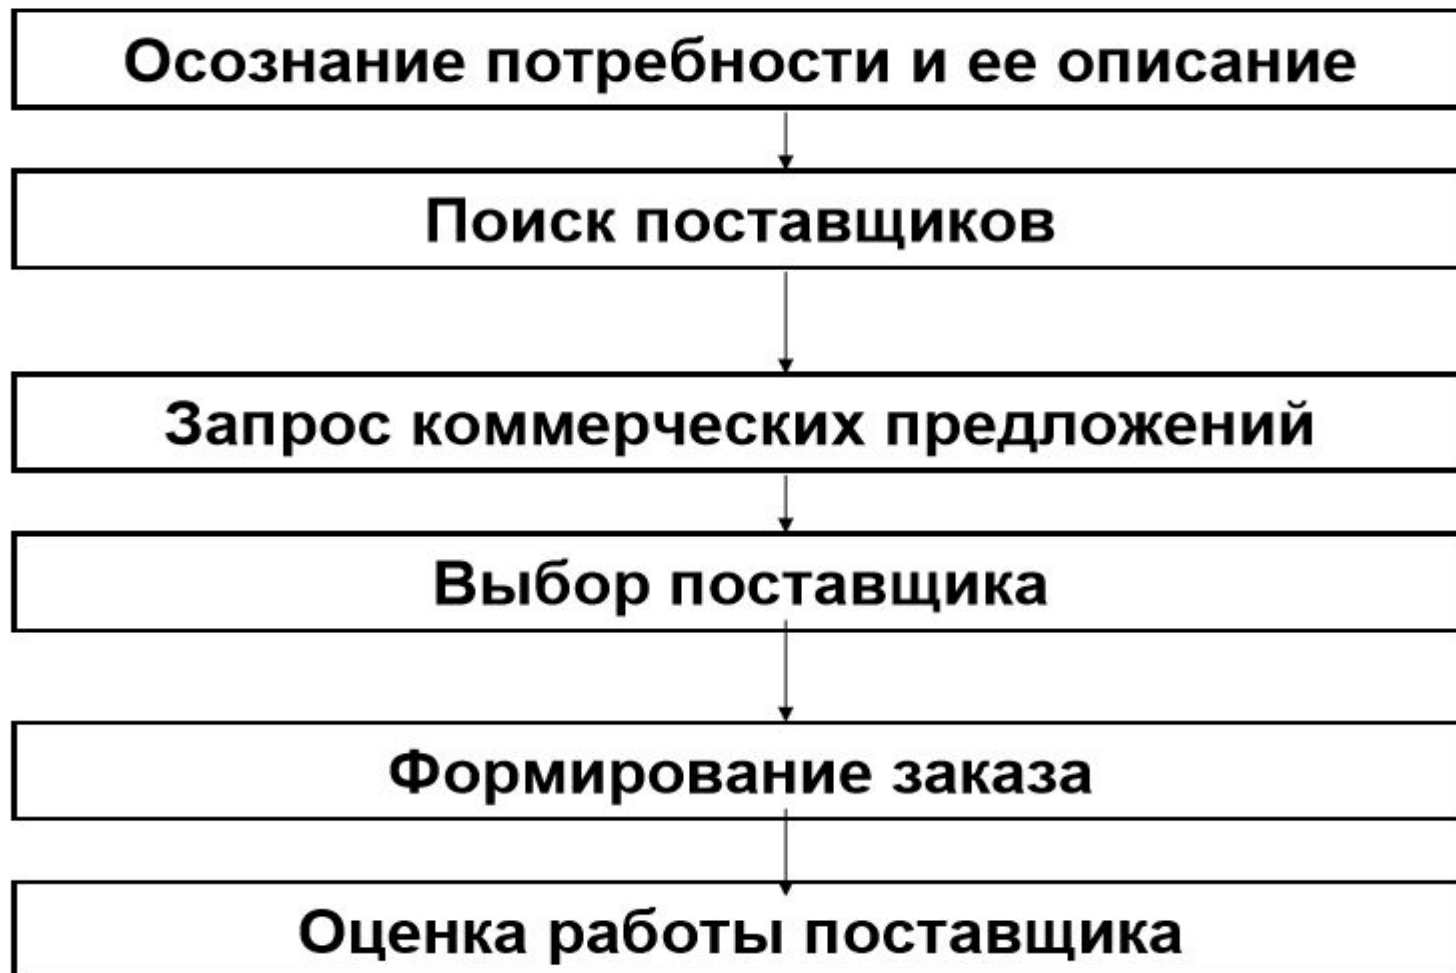 Осознание потребности и ее описание
Поиск поставщиков
Запрос коммерческих предложений
Выбор поставщика
Формирование заказа
Оценка работы поставщика